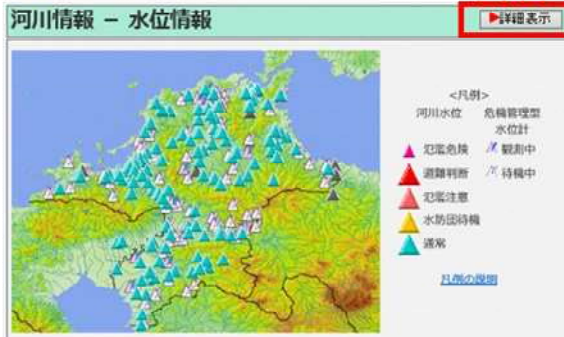 河川情報 － 水位情報
▶詳細表示
<凡例>
河川水位 危機管理型
水位計
氾濫危険 観測中
避難判断 待機中
氾濫注意
水防団待機
通常
凡例の説明